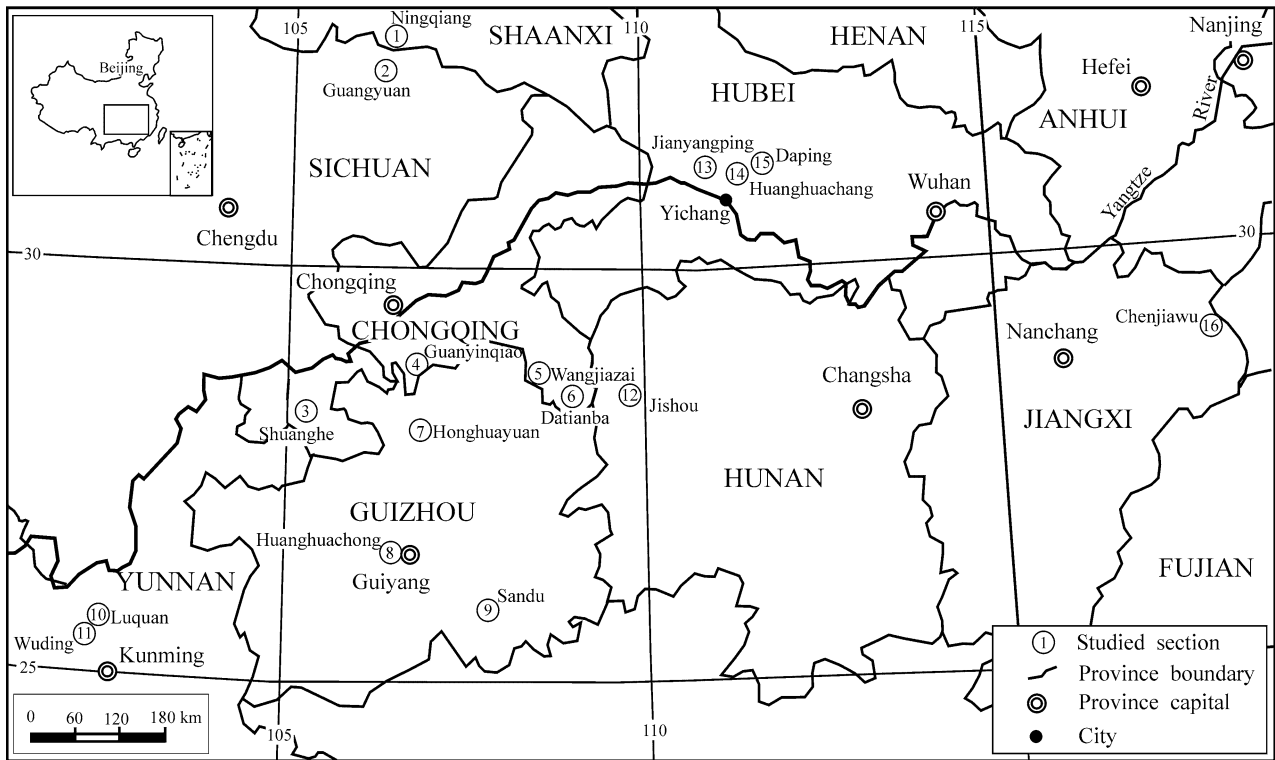 105
Ningqiang
1
SHAANXI
110
HENAN
115
Nanjing
Beijing
2
Guangyuan
HUBEI
Hefei
River
ANHUI
SICHUAN
Jianyangping
13
14
15
Daping
Huanghuachang
Yichang
Wuhan
Yangtze
Chengdu
30
30
Chongqing
CHONGQING
Guanyinqiao
4
Nanchang
Chenjiawu
16
5
Wangjiazai
6
Datianba
12
Jishou
Changsha
3
Shuanghe
7
Honghuayuan
JIANGXI
HUNAN
GUIZHOU
Huanghuachong
8
Guiyang
YUNNAN
FUJIAN
9
Sandu
10
Luquan
Wuding
11
Kunming
25
1
Studied section
Province boundary
Province capital
City
0 60 120 180 km
105
110